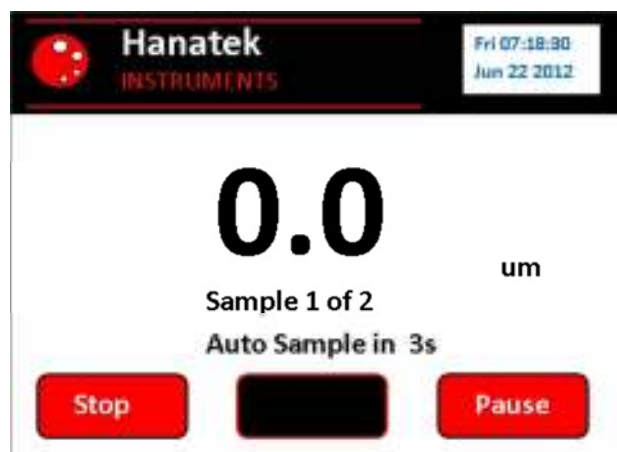 Hanatek
INSTRUMENTS
Fri 07:18:30
Jun 22 2012
0.0
um
Sample 1 of 2
Auto Sample in 3s
Stop
Pause